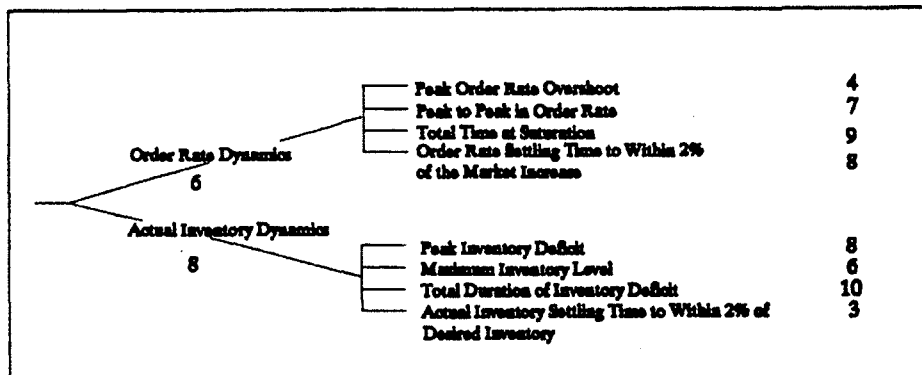 Peak Order Rate Overshoot 4
Peak to Peak in Order Rate 7
Total Time at Saturation 9
Order Rate Settling Time to Within 2%
of the Market Increase 8
Order Rate Dynamics
6
Actual Inventory Dynamics
8
Peak Inventory Deficit 8
Maximum Inventory Level 6
Total Duration of Inventory Deficit 10
Actual Inventory Settling Time to Within 2% of 3
Desired Inventory